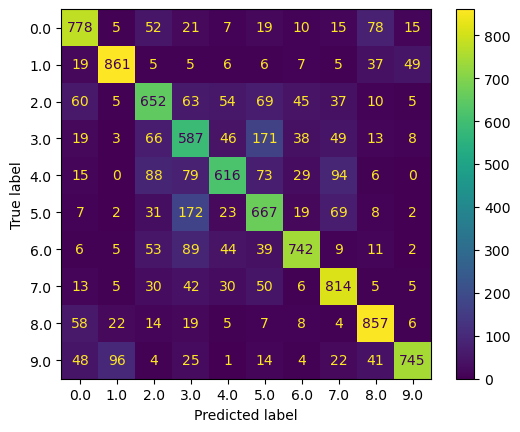 0.0 778 5 52 21 7 19 10 15 78 15
1.0 19 861 5 5 6 6 7 5 37 49
2.0 60 5 652 63 54 69 45 37 10 5
3.0 19 3 66 587 46 171 38 49 13 8
4.0 15 0 88 79 616 73 29 94 6 0
5.0 7 2 31 172 23 667 19 69 8 2
6.0 6 5 53 89 44 39 742 9 11 2
7.0 13 5 30 42 30 50 6 814 5 5
8.0 58 22 14 19 5 7 8 4 857 6
9.0 48 96 4 25 1 14 4 22 41 745
0.0 1.0 2.0 3.0 4.0 5.0 6.0 7.0 8.0 9.0
Predicted label
True label
800
700
600
500
400
300
200
100
0